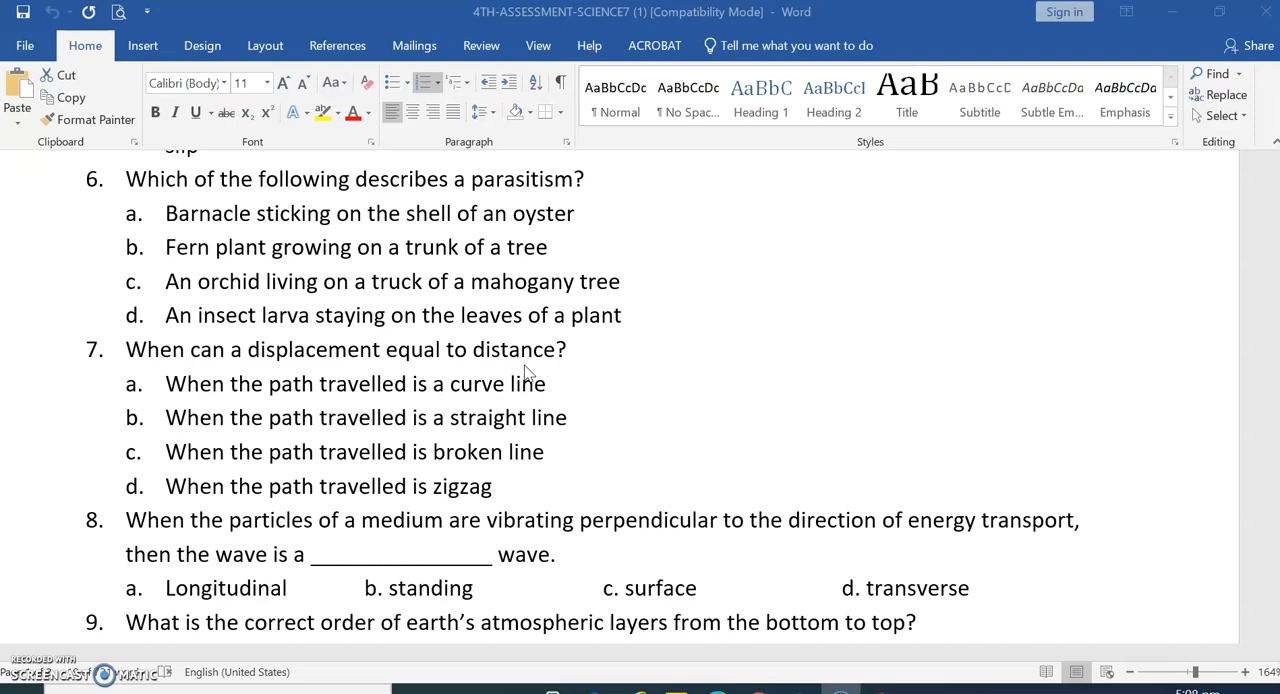 4TH-ASSESSMENT-SCIENCE7 (1) [Compatibility Mode] - Word
Sign in
File Home Insert Design Layout References Mailings Review View Help ACROBAT Tell me what you want to do Share
Paste
Cut
Copy
Format Painter
Clipboard
Calibri (Body) 11
Font
Paragraph
AaBbCcDc AaBbCcDc AaBbC AaBbCcI AaB AaBbCcD AaBbCcDa AaBbCcDa
¶ Normal ¶ No Spac... Heading 1 Heading 2 Title Subtitle Subtle Em... Emphasis
Styles
Find
Replace
Select
Editing
slip
6. Which of the following describes a parasitism?
a. Barnacle sticking on the shell of an oyster
b. Fern plant growing on a trunk of a tree
c. An orchid living on a truck of a mahogany tree
d. An insect larva staying on the leaves of a plant
7. When can a displacement equal to distance?
a. When the path travelled is a curve line
b. When the path travelled is a straight line
c. When the path travelled is broken line
d. When the path travelled is zigzag
8. When the particles of a medium are vibrating perpendicular to the direction of energy transport,
then the wave is a ________________ wave.
a. Longitudinal b. standing c. surface d. transverse
9. What is the correct order of earth's atmospheric layers from the bottom to top?
RECORDED WITH
SCREENCAST MATIC
English (United States)
164%
5:08 pm